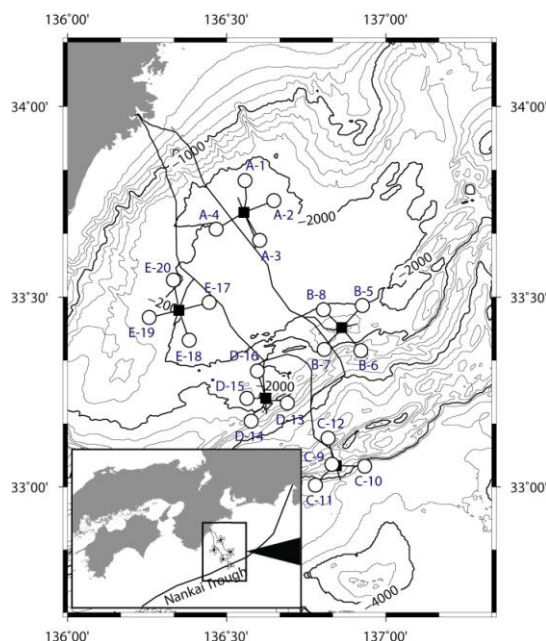 136˚00' 136˚30' 137˚00'
34˚00'
−1000
A-1
A-2
−2000
A-4
A-3
E-20
−2000
E-17
B-8 B-5
33˚30' 33˚30'
E-19
E-18
D-16
B-7
B-6
D-15
2000
C-12
D-13
D-14
C-9
C-10
33˚00' 33˚00'
C-11
Nankai Trough
−4000
136˚00' 136˚30' 137˚00'
34˚00'